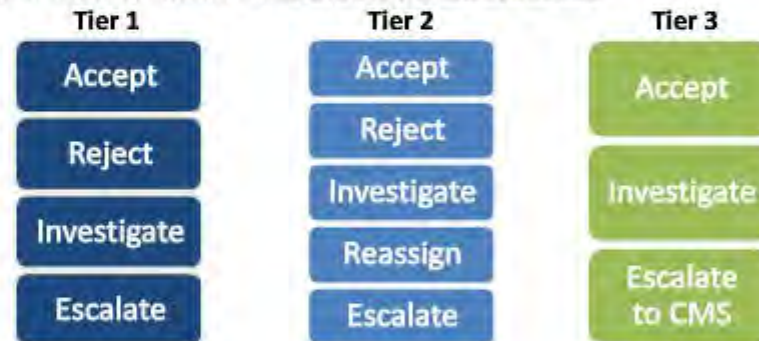 Tier 1
Accept
Reject
Investigate
Escalate
Tier 2
Accept
Reject
Investigate
Reassign
Escalate
Tier 3
Accept
Investigate
Escalate
to CMS